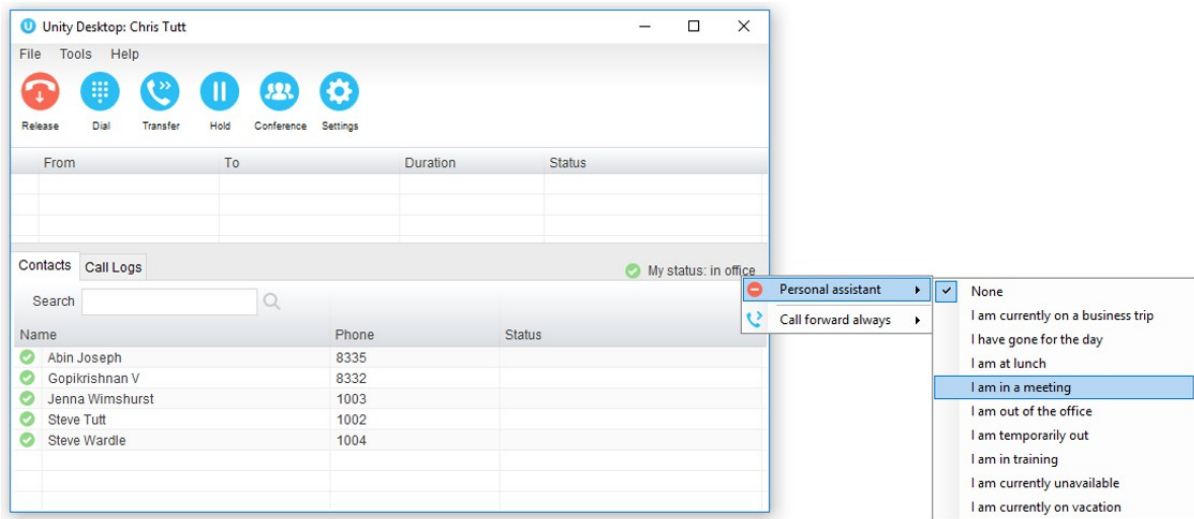 Unity Desktop: Chris Tutt
File Tools Help
Release Dial Transfer Hold Conference Settings
From To Duration Status
Contacts Call Logs My status: in office
Search
Name Phone Status
Abin Joseph 8335
Gopikrishnan V 8332
Jenna Wimshurst 1003
Steve Tutt 1002
Steve Wardle 1004
Personal assistant
Call forward always
None
I am currently on a business trip
I have gone for the day
I am at lunch
I am in a meeting
I am out of the office
I am temporarily out
I am in training
I am currently unavailable
I am currently on vacation